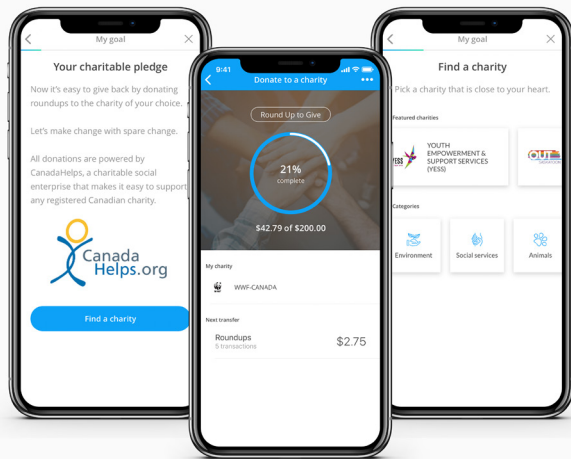 My goal
Your charitable pledge
Now it's easy to give back by donating
roundups to the charity of your choice.
Let's make change with spare change.
All donations are powered by
CanadaHelps, a charitable social
enterprise that makes it easy to support
any registered Canadian charity.
Canada
Helps.org
Find a charity
9:41
Donate to a charity
Round Up to Give
21%
complete
$42.79 of $200.00
My charity
WWF
WWF-CANADA
Next transfer
Roundups
5 transactions
$2.75
My goal
Find a charity
Pick a charity that is close to your heart.
Featured charities
YESS
YOUTH
EMPOWERMENT &
SUPPORT SERVICES
(YESS)
OUT
Categories
Environment
Social services
Animals